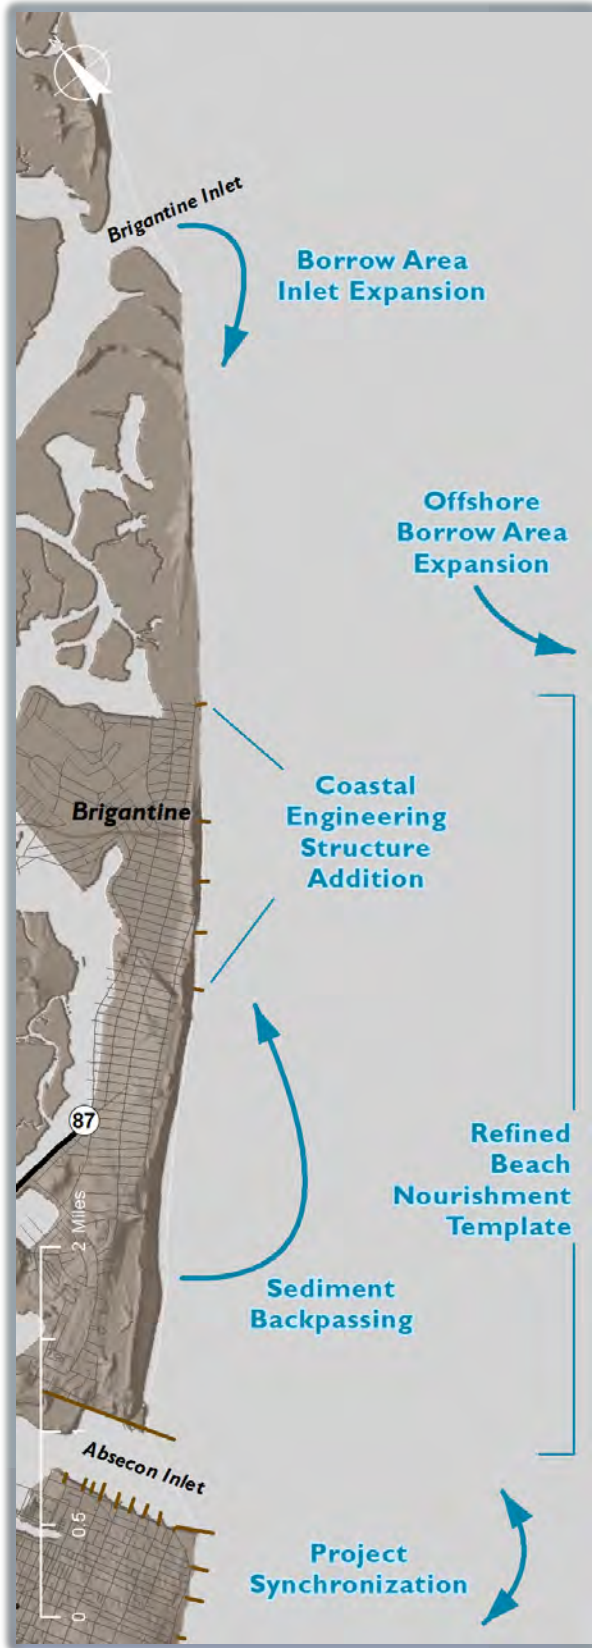 Brigantine Inlet
Borrow Area
Inlet Expansion
Offshore
Borrow Area
Expansion
Coastal
Engineering
Structure
Addition
Brigantine
87
Refined
Beach
Nourishment
Template
2 Miles
Sediment
Backpassing
Absecon Inlet
0.5
Project
Synchronization
0